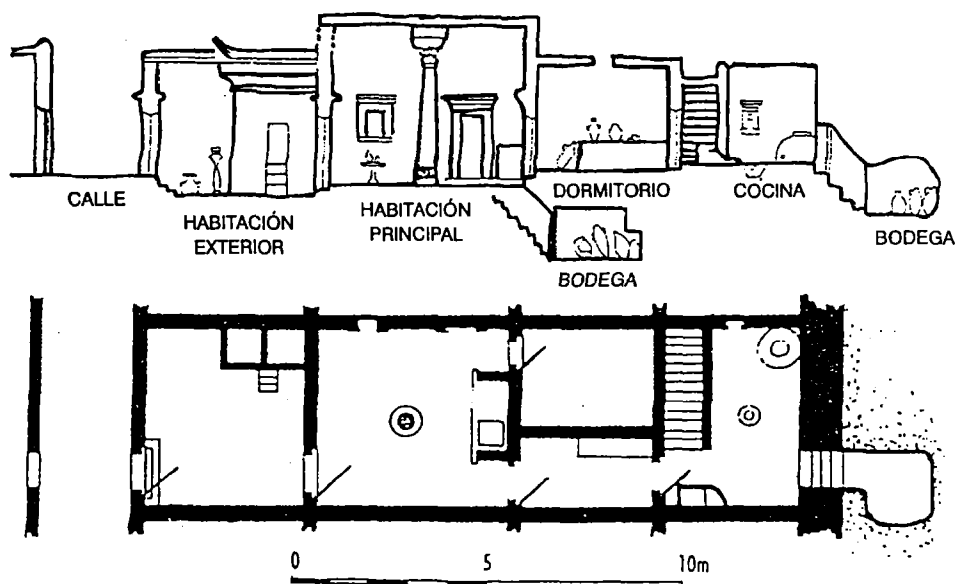 CALLE
HABITACIÓN
EXTERIOR
HABITACIÓN
PRINCIPAL
BODEGA
DORMITORIO
COCINA
BODEGA
0 5 10m